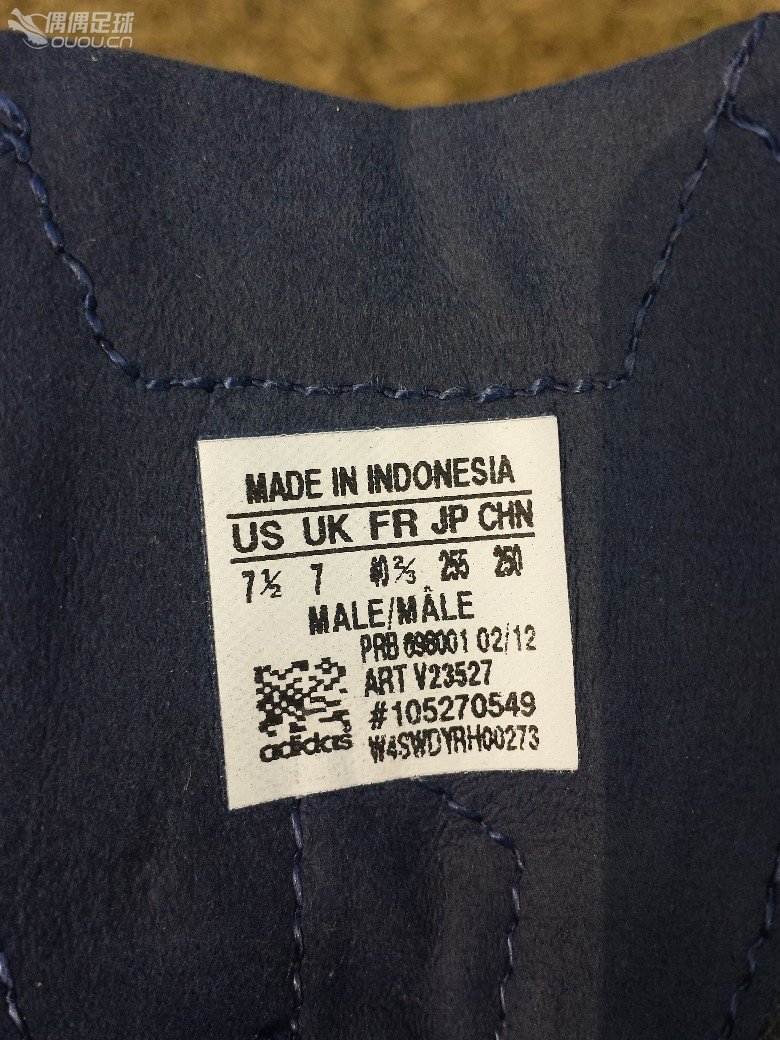 偶偶足球
OUOU.CN
MADE IN INDONESIA
US UK FR JP CHN
7½ 7 40⅔ 255 250
MALE/MÂLE
PRB 698001 02/12
ART V23527
#105270549
adidas W4SWDYRH00273